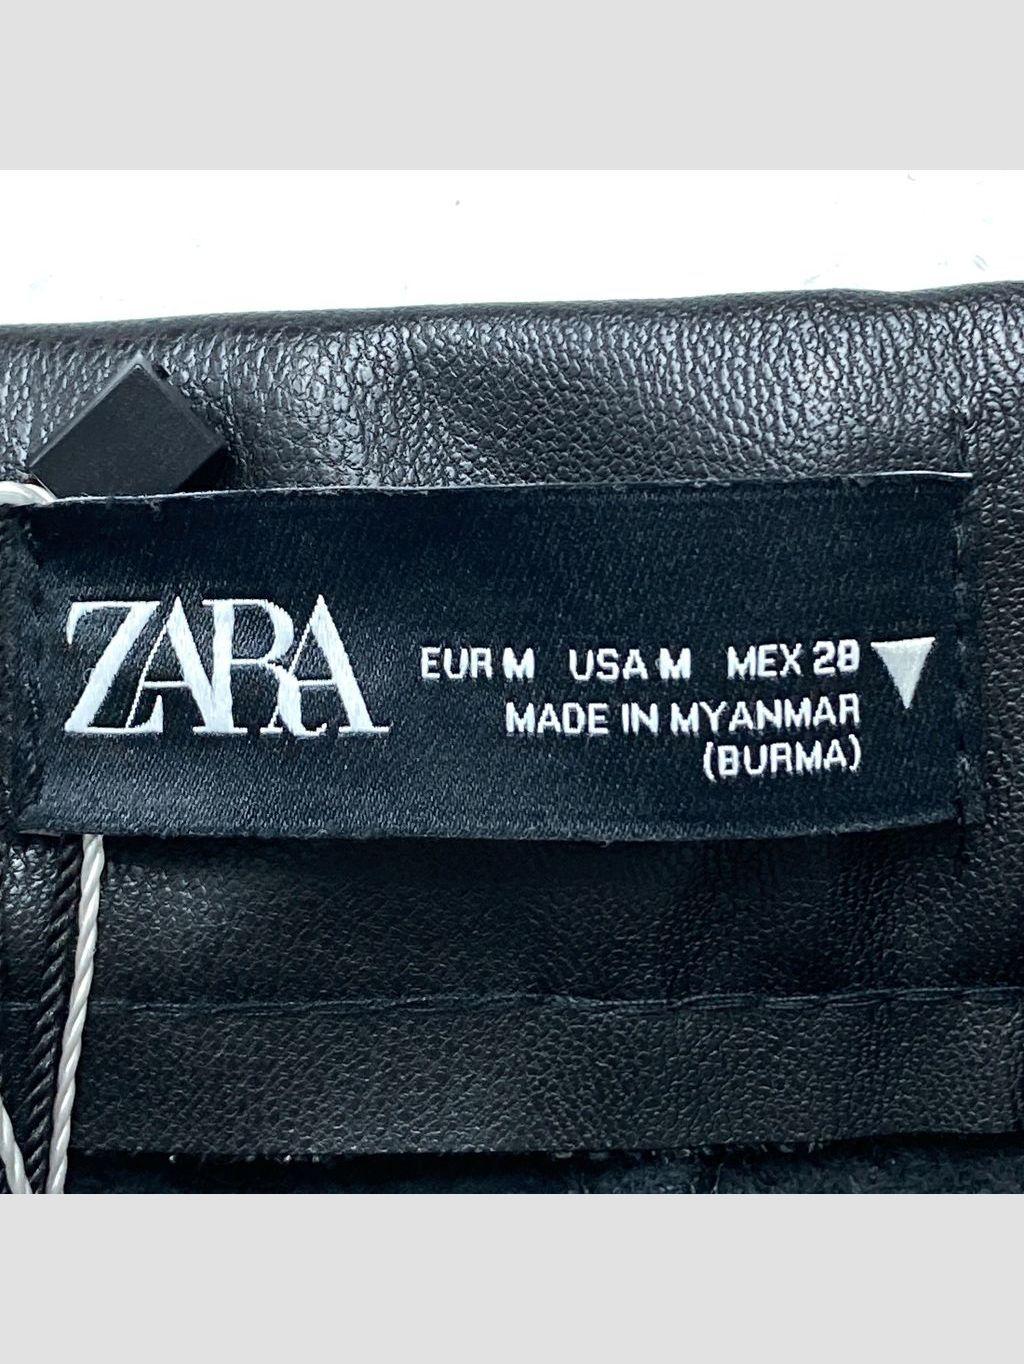 ZARA
EUR M USA M MEX 28
MADE IN MYANMAR
(BURMA)